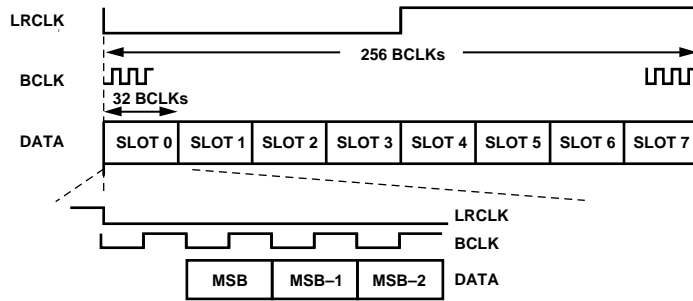 LRCLK
256 BCLKs
BCLK
32 BCLKs
DATA SLOT 0 SLOT 1 SLOT 2 SLOT 3 SLOT 4 SLOT 5 SLOT 6 SLOT 7
LRCLK
BCLK
MSB MSB–1 MSB–2 DATA